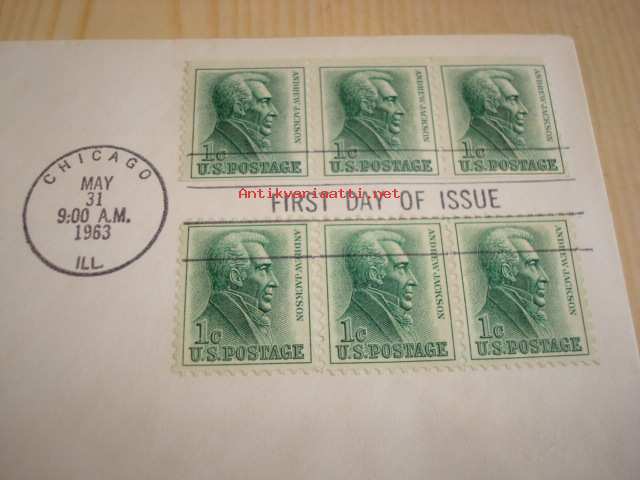 CHICAGO
MAY
31
9:00 A.M.
1963
ILL.
ANDREW JACKSON
1c
U.S. POSTAGE
ANDREW JACKSON
1c
U.S. POSTAGE
ANDREW JACKSON
1c
U.S. POSTAGE
Antikvariaatti.net
FIRST DAY OF ISSUE
ANDREW JACKSON
1c
U.S. POSTAGE
ANDREW JACKSON
1c
U.S. POSTAGE
ANDREW JACKSON
1c
U.S. POSTAGE